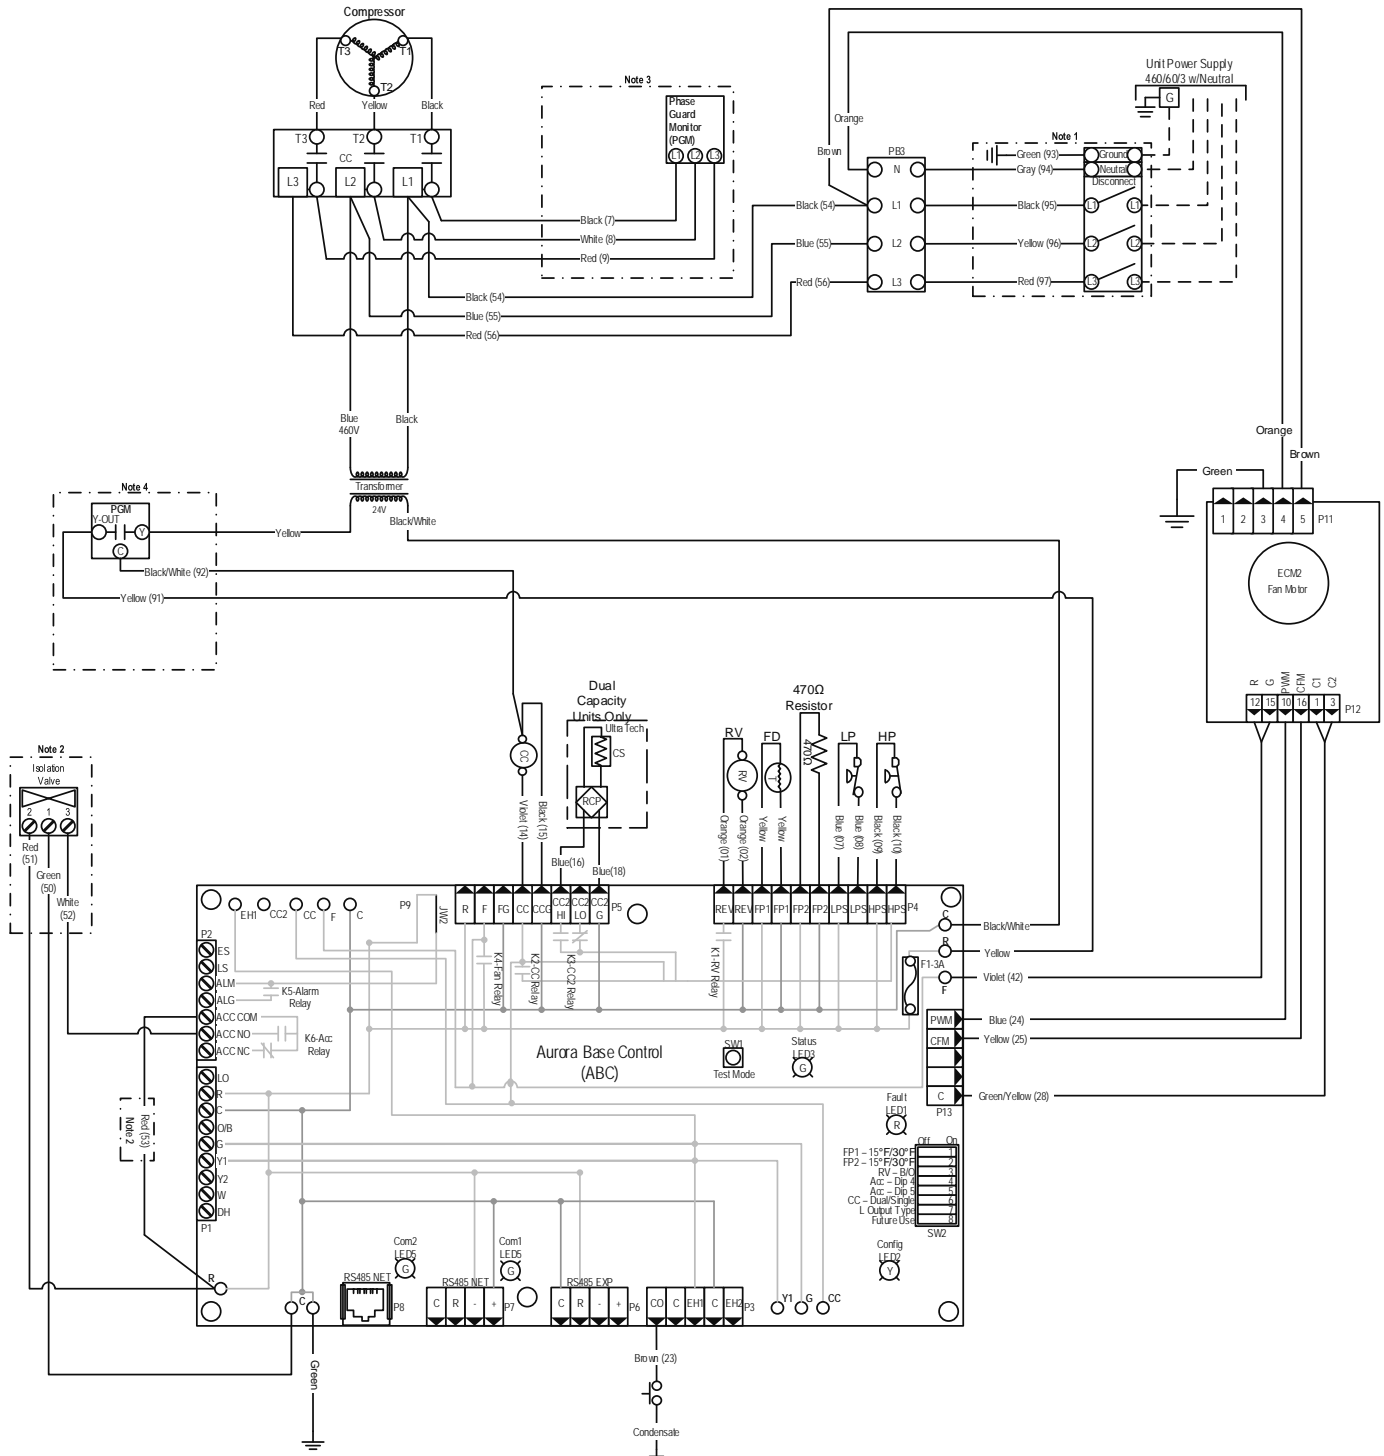 Compressor
T3
T1
T2
Red
Yellow
Black
T3
T2
T1
CC
L3
L2
L1
Note 3
Phase
Guard
Monitor
(PGM)
L1
L2
L3
Black (7)
White (8)
Red (9)
Black (54)
Blue (55)
Red (56)
Unit Power Supply
460/60/3 w/Neutral
G
Orange
Brown
PB3
N
L1
L2
L3
Black (54)
Blue (55)
Red (56)
Note 1
Green (93)
Gray (94)
Black (95)
Yellow (96)
Red (97)
Ground
Neutral
Disconnect
L1
L1
L2
L2
L3
L3
Blue
460V
Black
Transformer
24V
Black/White
Yellow
Note 4
PGM
Y-OUT
Y
C
Black/White (92)
Yellow (91)
Orange
Brown
Green
1
2
3
4
5
P11
ECM2
Fan Motor
R
G
PWM
CFM
C1
C2
12
15
10
16
1
3
P12
Note 2
Isolation
Valve
2
1
3
Red
(51)
Green
(50)
White
(52)
CC
Violet (14)
Black (15)
Dual
Capacity
Units Only
UltraTech
CS
RCP
Blue(16)
Blue(18)
RV
RV
Orange (01)
Orange (02)
FD
T
Yellow
Yellow
470Ω
Resistor
470Ω
LP
Blue (07)
Blue (08)
HP
Black (09)
Black (10)
EH1
CC2
CC
F
C
P9
JW2
R
F
FG
CC
CCG
CC2
HI
CC2
LO
CC2
G
P5
REV
REV
FP1
FP1
FP2
FP2
LPS
LPS
HPS
HPS
P4
C
Black/White
R
Yellow
Violet (42)
F
F1-3A
P2
ES
LS
ALM
ALG
ACC COM
ACC NO
ACC NC
K5-Alarm
Relay
K6-Acc
Relay
K4-Fan Relay
K2-CC Relay
K3-CC2 Relay
K1-RV Relay
LO
R
C
O/B
G
Y1
Y2
W
DH
P1
Red (53)
Note 2
Aurora Base Control
(ABC)
SW1
Test Mode
Status
LED3
G
PWM
CFM
C
P13
Blue (24)
Yellow (25)
Green/Yellow (28)
Fault
LED1
R
Off
On
FP1 – 15°F/30°F
FP2 – 15°F/30°F
RV – B/O
Acc – Dip 4
Acc – Dip 5
CC – Dual/Single
L Output Type
Future Use
1
2
3
4
5
6
7
8
SW2
Config
LED2
Y
R
C
Green
RS485 NET
P8
Com2
LED5
G
RS485 NET
C
R
-
+
P7
Com1
LED5
G
RS485 EXP
C
R
-
+
P6
CO
C
EH1
C
EH2
P3
Y1
G
CC
Brown (23)
Condensate